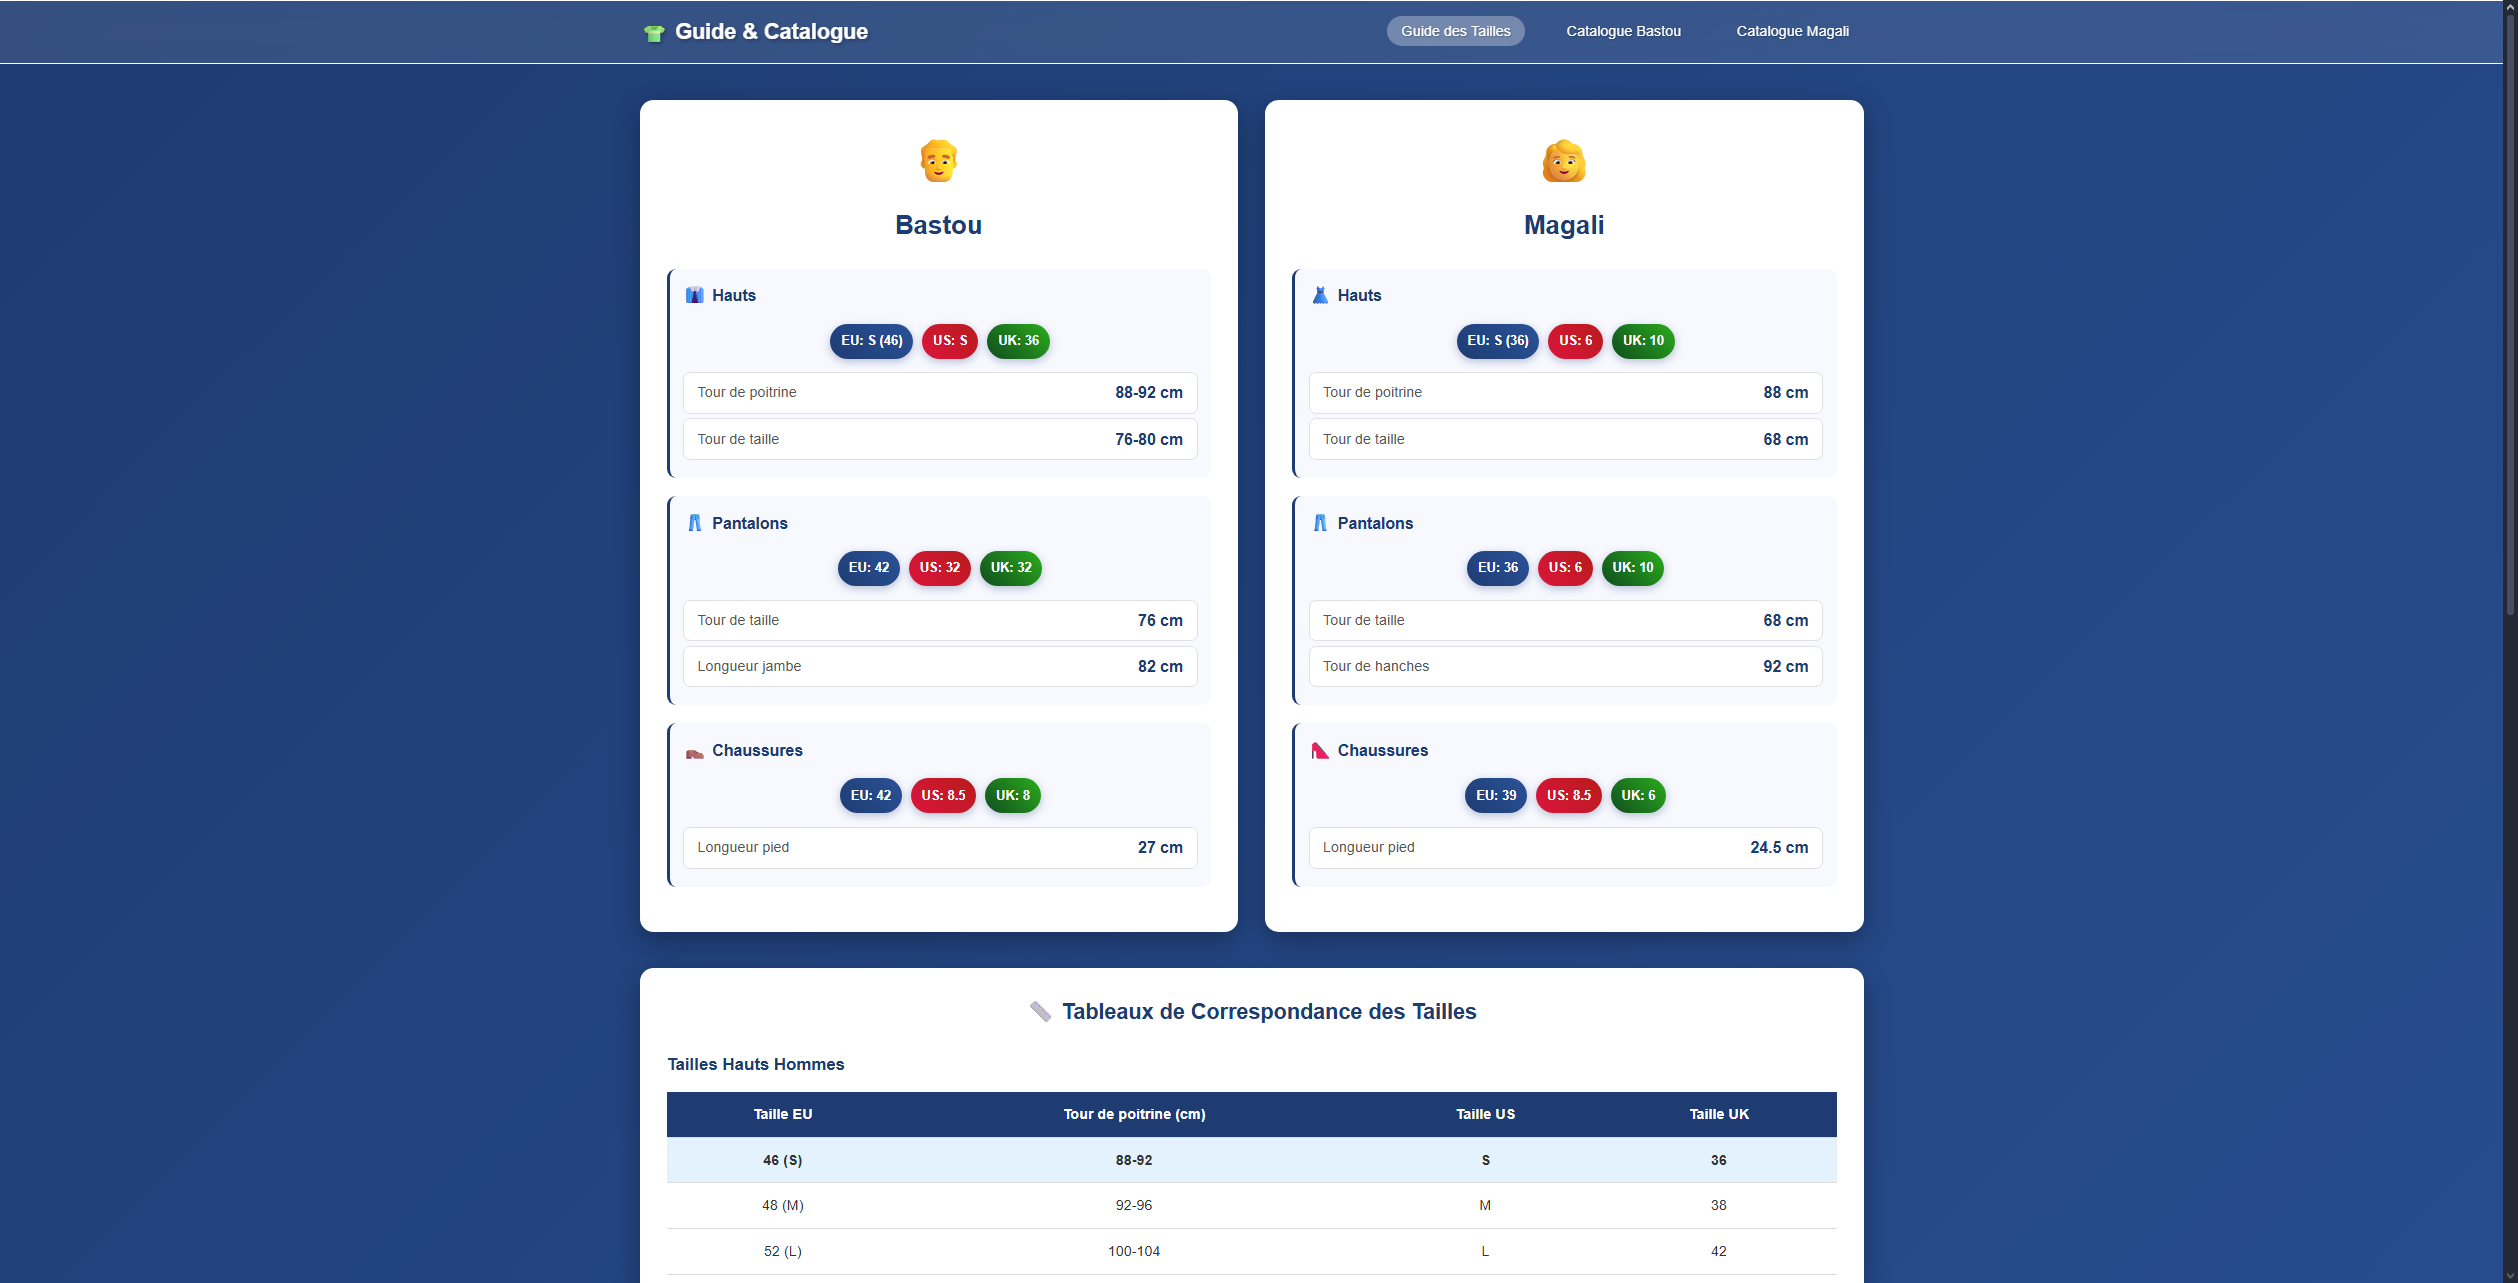 Guide & Catalogue
Guide des Tailles Catalogue Bastou Catalogue Magali
Bastou
Hauts
EU: S (46) US: S UK: 36
Tour de poitrine 88-92 cm
Tour de taille 76-80 cm
Pantalons
EU: 42 US: 32 UK: 32
Tour de taille 76 cm
Longueur jambe 82 cm
Chaussures
EU: 42 US: 8.5 UK: 8
Longueur pied 27 cm
Magali
Hauts
EU: S (36) US: 6 UK: 10
Tour de poitrine 88 cm
Tour de taille 68 cm
Pantalons
EU: 36 US: 6 UK: 10
Tour de taille 68 cm
Tour de hanches 92 cm
Chaussures
EU: 39 US: 8.5 UK: 6
Longueur pied 24.5 cm
Tableaux de Correspondance des Tailles
Tailles Hauts Hommes
Taille EU Tour de poitrine (cm) Taille US Taille UK
46 (S) 88-92 S 36
48 (M) 92-96 M 38
52 (L) 100-104 L 42